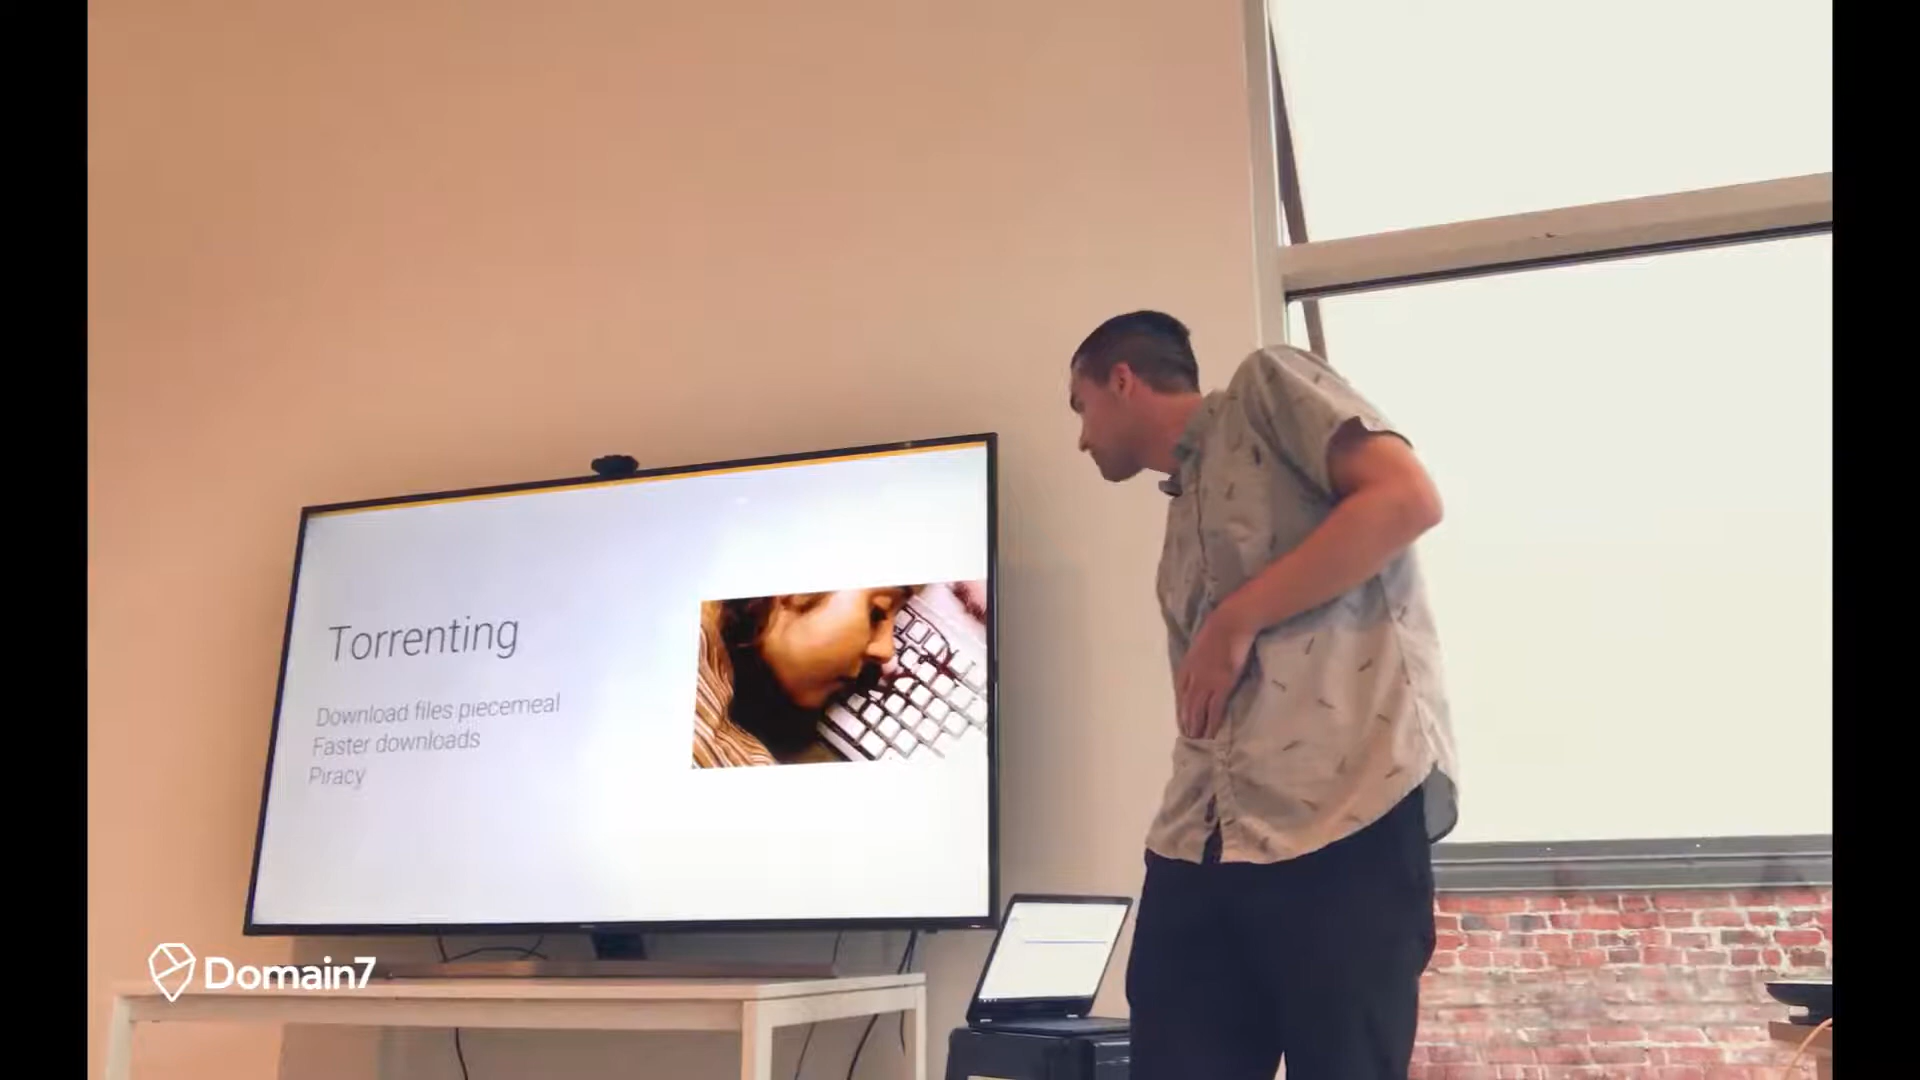 Torrenting
Download files piecemeal
Faster downloads
Piracy
Domain7